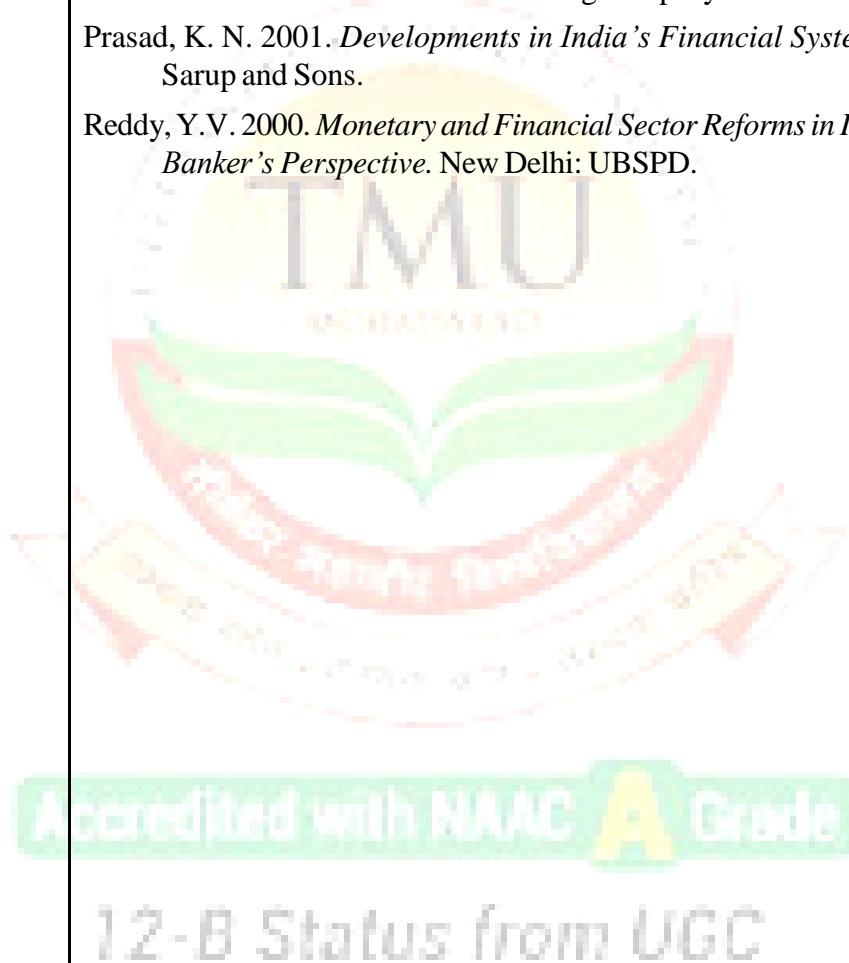 Prasad, K. N. 2001. Developments in India's Financial Syste
Sarup and Sons.
Reddy, Y.V. 2000. Monetary and Financial Sector Reforms in I
Banker's Perspective. New Delhi: UBSPD.
TMU
MORADABAD
Accredited with NAAC A Grade
12-B Status from UGC